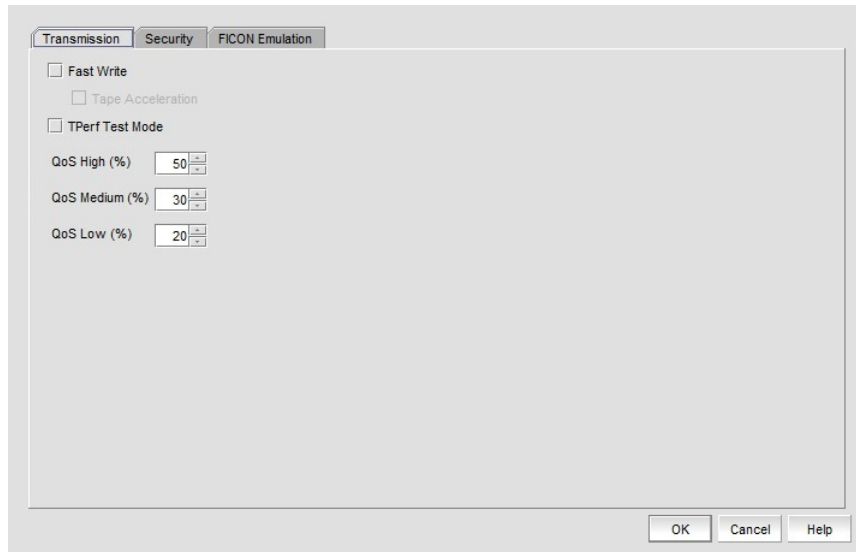 Transmission Security FICON Emulation
Fast Write
Tape Acceleration
TPerf Test Mode
QoS High (%) 50
QoS Medium (%) 30
QoS Low (%) 20
OK Cancel Help